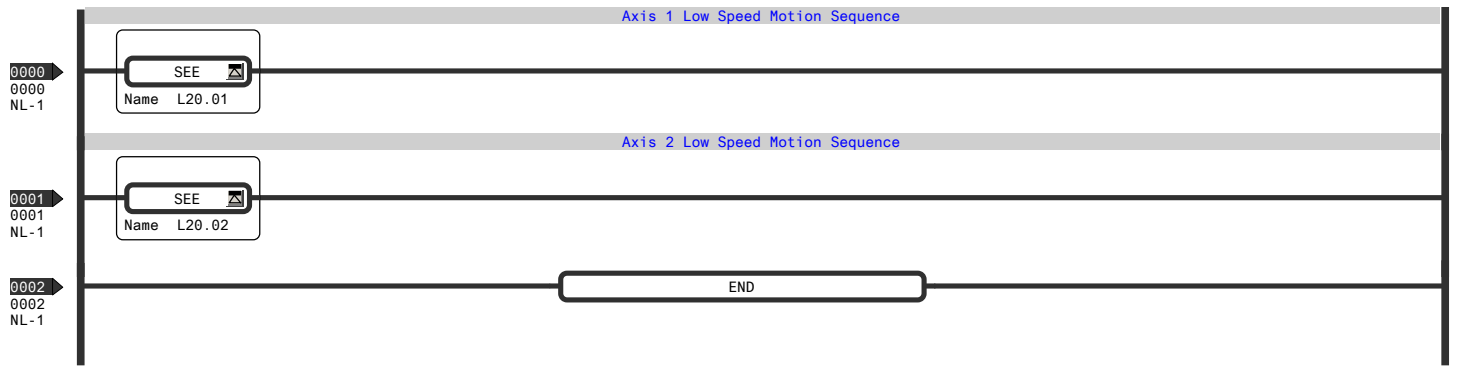 Axis 1 Low Speed Motion Sequence
0000
0000
NL-1
SEE
Name L20.01
Axis 2 Low Speed Motion Sequence
0001
0001
NL-1
SEE
Name L20.02
0002
0002
NL-1
END